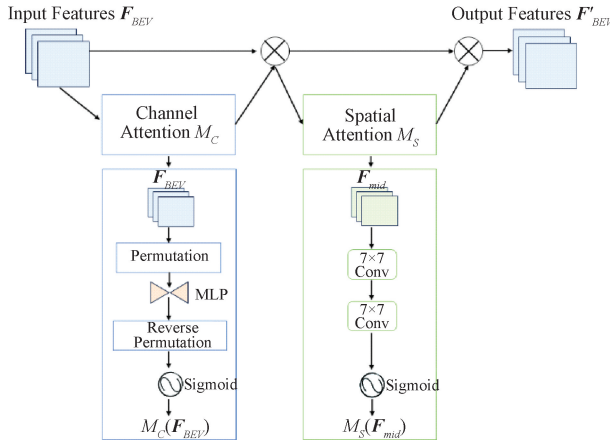 Input Features F_BEV
Output Features F'_BEV
Channel
Attention M_C
Spatial
Attention M_S
F_BEV
F_mid
Permutation
MLP
Reverse
Permutation
Sigmoid
M_C(F_BEV)
7×7
Conv
7×7
Conv
Sigmoid
M_S(F_mid)